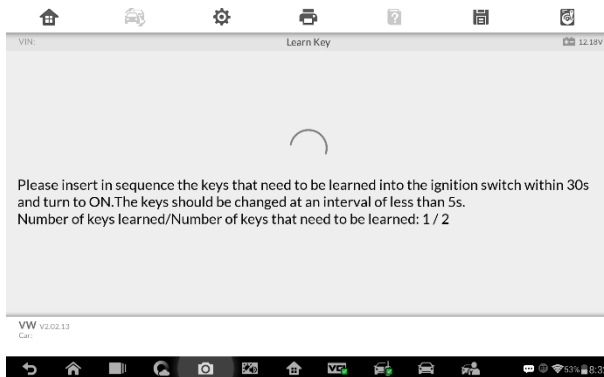 VIN:
Learn Key
12.18V
Please insert in sequence the keys that need to be learned into the ignition switch within 30s
and turn to ON.The keys should be changed at an interval of less than 5s.
Number of keys learned/Number of keys that need to be learned: 1 / 2
VW V2.02.13
Car:
53% 8:3